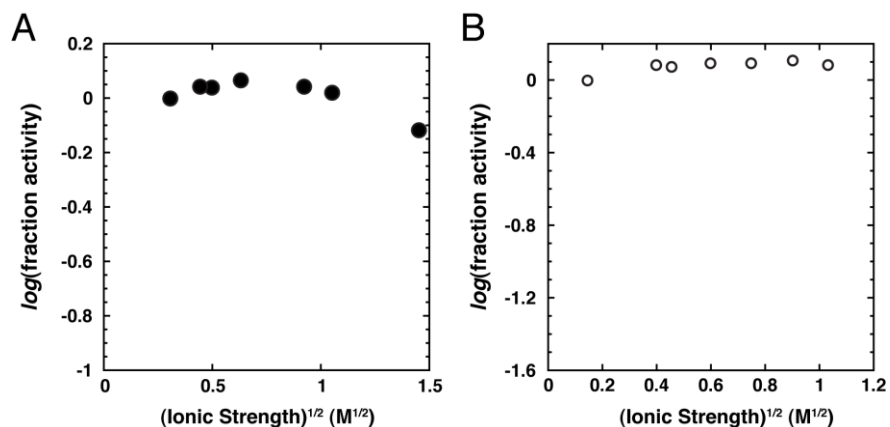 A
0.2
0
-0.2
-0.4
-0.6
-0.8
-1
log(fraction activity)
0 0.5 1 1.5
(Ionic Strength)1/2 (M1/2)
B
0
-0.4
-0.8
-1.2
-1.6
log(fraction activity)
0 0.2 0.4 0.6 0.8 1 1.2
(Ionic Strength)1/2 (M1/2)